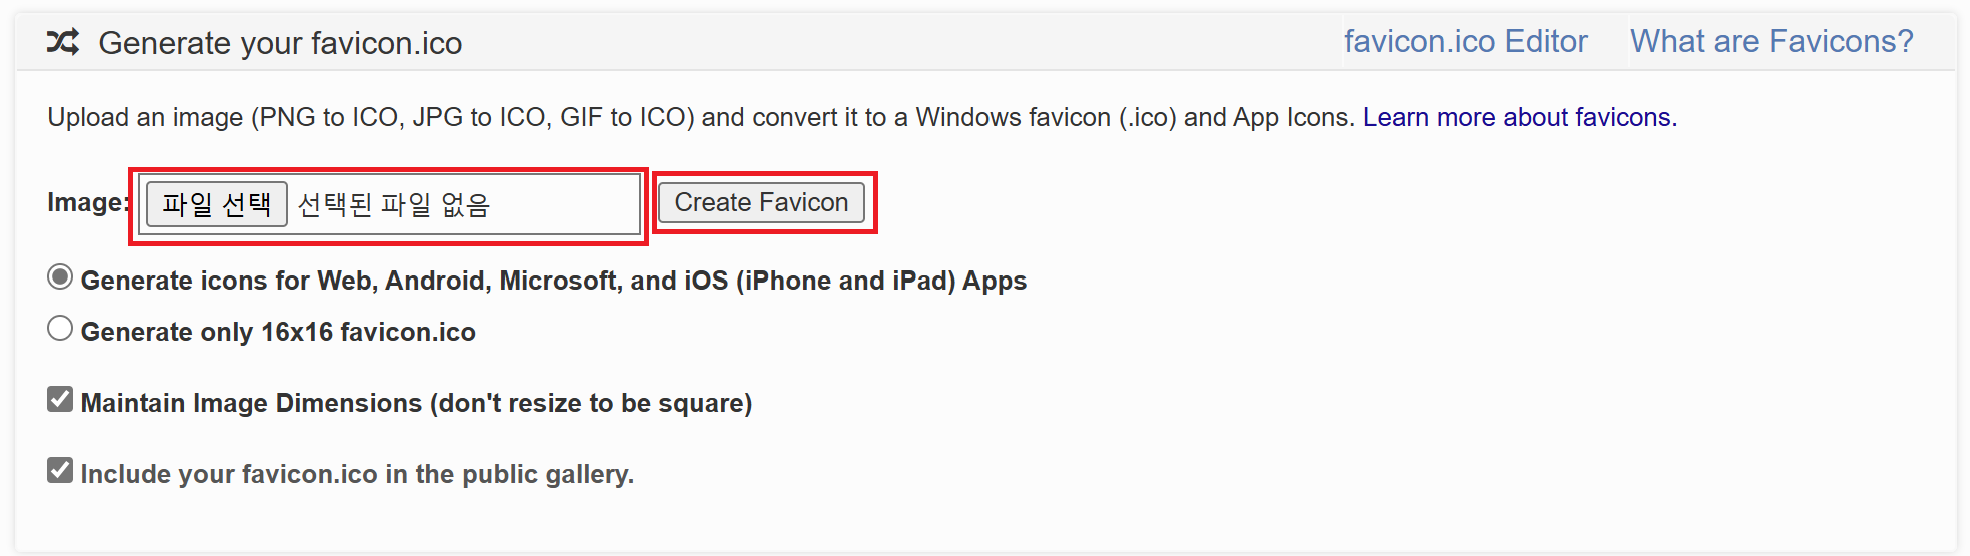 Generate your favicon.ico
favicon.ico Editor
What are Favicons?
Upload an image (PNG to ICO, JPG to ICO, GIF to ICO) and convert it to a Windows favicon (.ico) and App Icons. Learn more about favicons.
Image: 파일 선택 선택된 파일 없음 Create Favicon
Generate icons for Web, Android, Microsoft, and iOS (iPhone and iPad) Apps
Generate only 16x16 favicon.ico
Maintain Image Dimensions (don't resize to be square)
Include your favicon.ico in the public gallery.